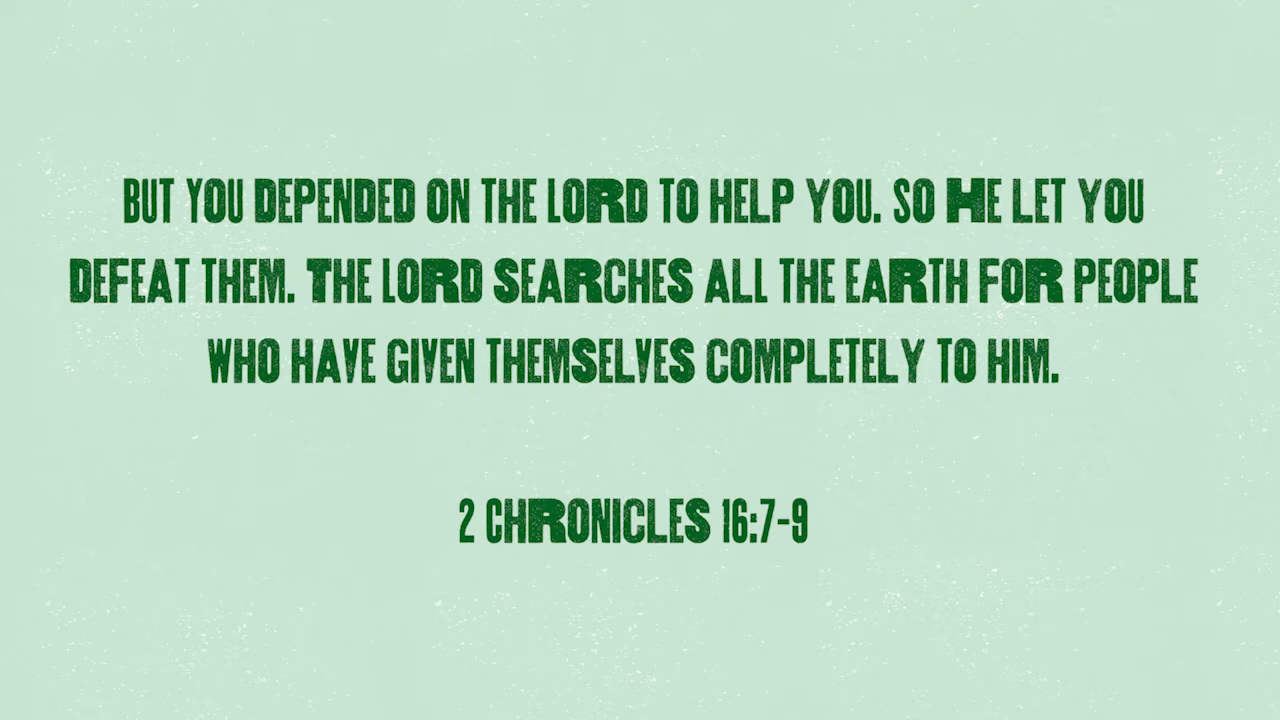 BUT YOU DEPENDED ON THE LORD TO HELP YOU. SO HE LET YOU
DEFEAT THEM. THE LORD SEARCHES ALL THE EARTH FOR PEOPLE
WHO HAVE GIVEN THEMSELVES COMPLETELY TO HIM.
2 CHRONICLES 16:7-9